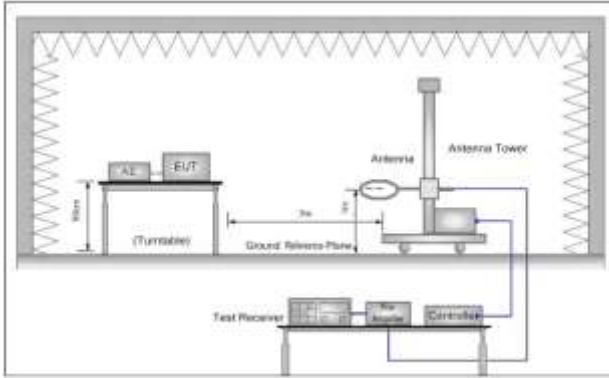 AE
EUT
Antenna
Antenna Tower
80cm
3m
1m
(Turntable)
Ground Reference Plane
Test Receiver
Pre
Amplifier
Controller